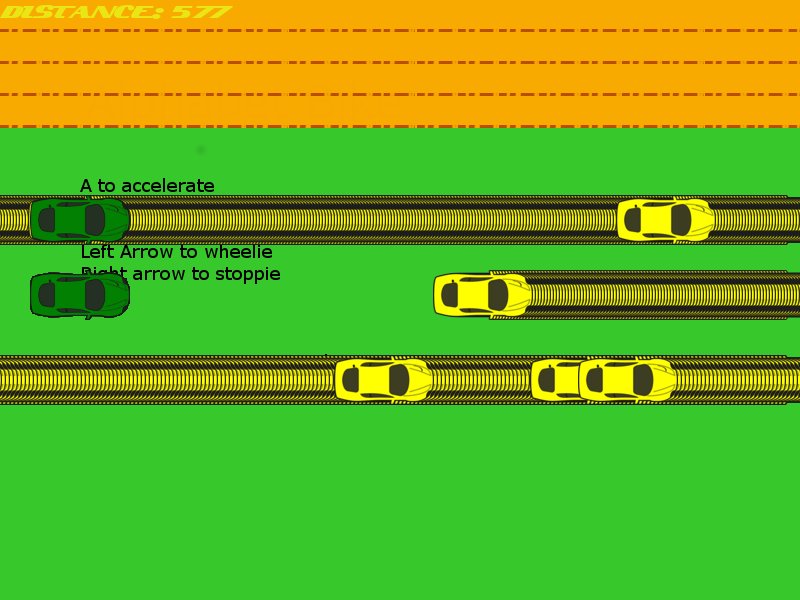 DISTANCE: 577
A to accelerate
Left Arrow to wheelie
Right arrow to stoppie